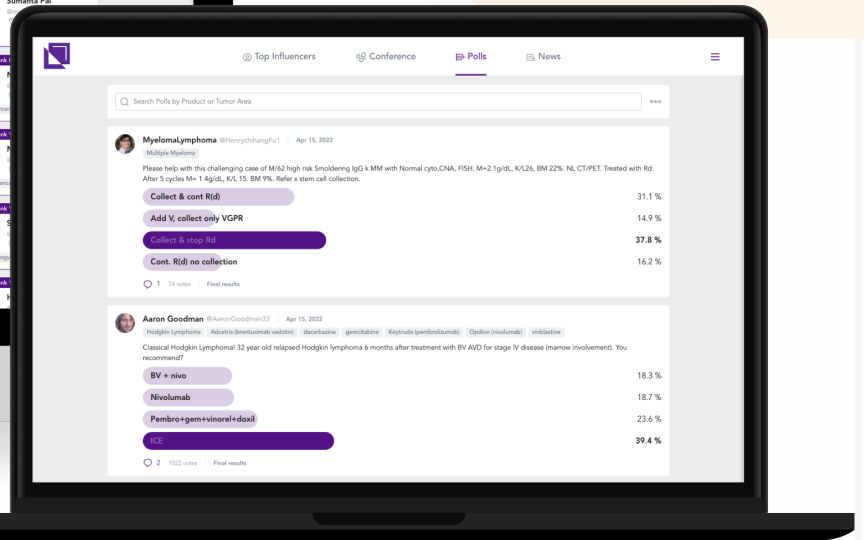 Sumanta Pal
Top Influencers
Conference
Polls
News
Search Polls by Product or Tumor Area
MyelomaLymphoma @HenrychihangFu1 Apr 15, 2022
Multiple Myeloma
Please help with this challenging case of M/62 high risk Smoldering IgG k MM with Normal cyto,CNA, FISH. M=2.1g/dL, K/L26, BM 22%. NL CT/PET. Treated with Rd.
After 5 cycles M= 1.4g/dL, K/L 15. BM 9%. Refer x stem cell collection.
Collect & cont R(d) 31.1 %
Add V, collect only VGPR 14.9 %
Collect & stop Rd 37.8 %
Cont. R(d) no collection 16.2 %
1 74 votes Final results
Aaron Goodman @AaronGoodman33 Apr 15, 2022
Hodgkin Lymphoma Adcetris (brentuximab vedotin) dacarbazine gemcitabine Keytruda (pembrolizumab) Opdivo (nivolumab) vinblastine
Classical Hodgkin Lymphoma! 32 year old relapsed Hodgkin lymphoma 6 months after treatment with BV AVD for stage IV disease (marrow involvement). You
recommend?
BV + nivo 18.3 %
Nivolumab 18.7 %
Pembro+gem+vinorel+doxil 23.6 %
ICE 39.4 %
2 1022 votes Final results